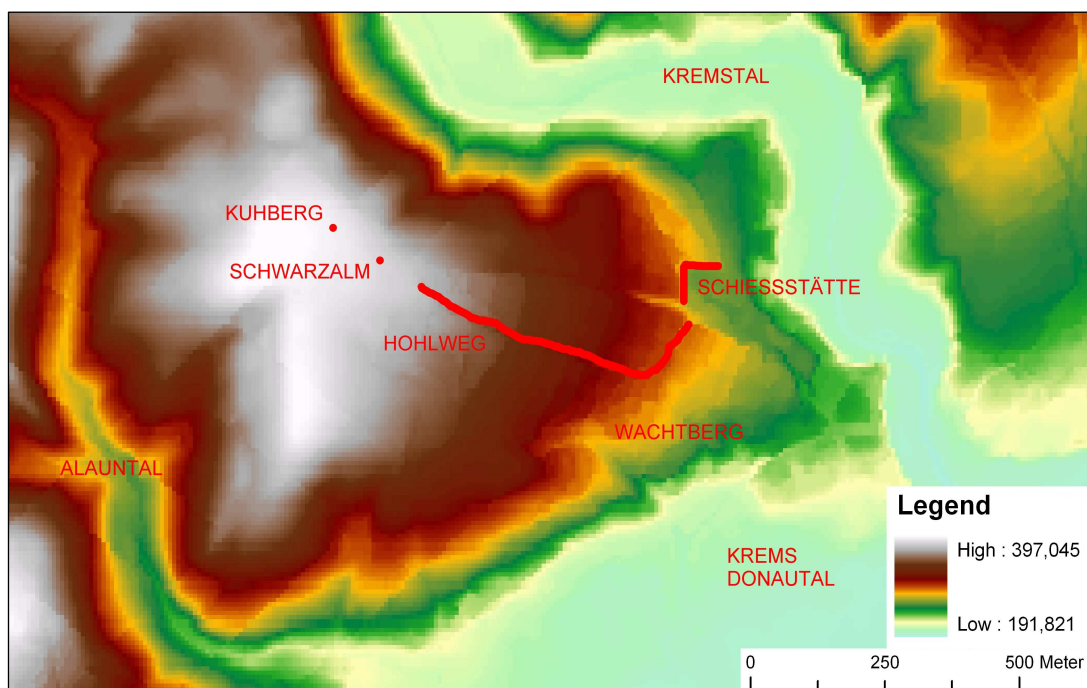 KREMSTAL
KUHBERG
SCHWARZALM
SCHIESSSTÄTTE
HOHLWEG
WACHTBERG
ALAUNTAL
KREMS
DONAUTAL
Legend
High : 397,045
Low : 191,821
0 250 500 Meter